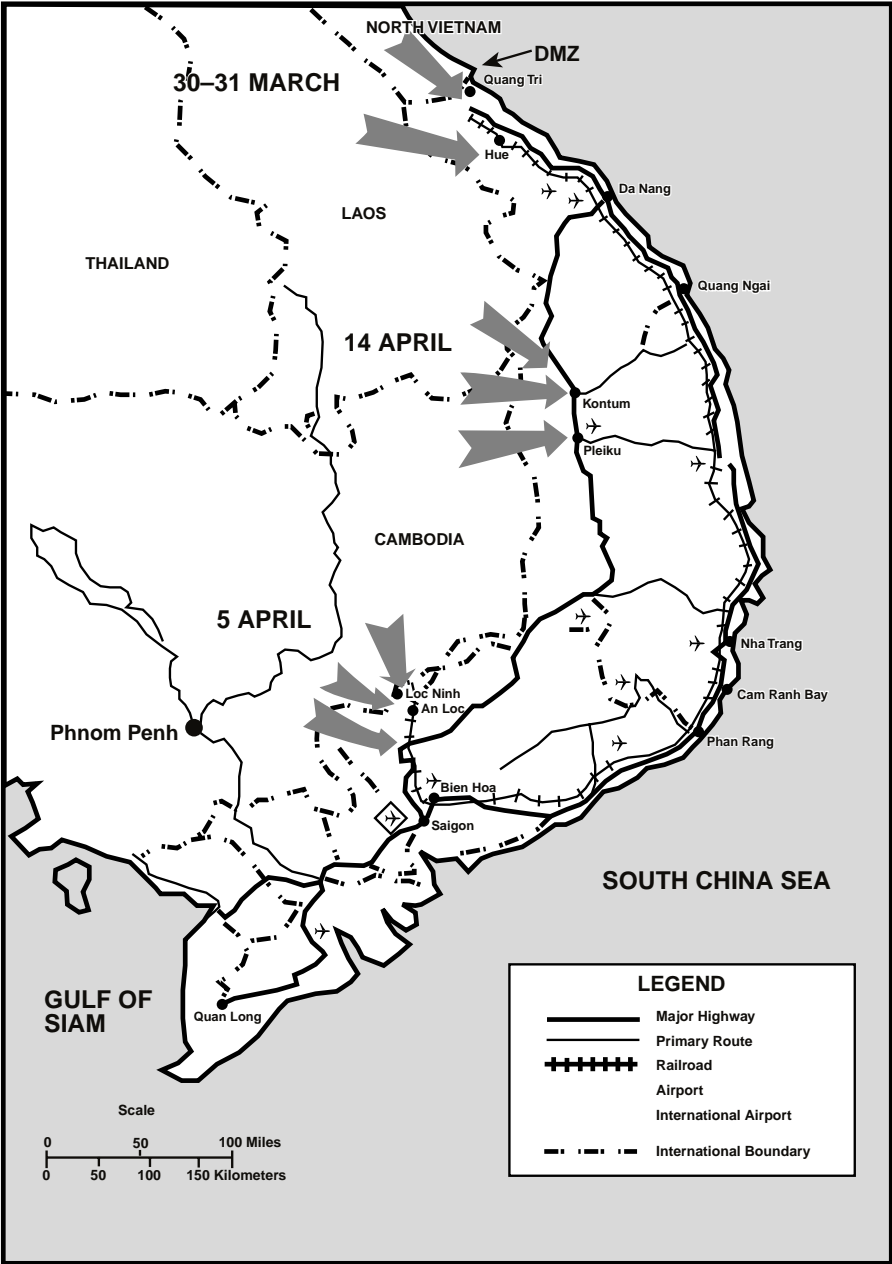 NORTH VIETNAM
DMZ
30–31 MARCH
Quang Tri
Hue
Da Nang
LAOS
THAILAND
Quang Ngai
14 APRIL
Kontum
Pleiku
CAMBODIA
5 APRIL
Nha Trang
Loc Ninh
Cam Ranh Bay
An Loc
Phnom Penh
Phan Rang
Bien Hoa
Saigon
SOUTH CHINA SEA
GULF OF
SIAM
Quan Long
LEGEND
Major Highway
Primary Route
Railroad
Airport
International Airport
International Boundary
Scale
0 50 100 Miles
0 50 100 150 Kilometers